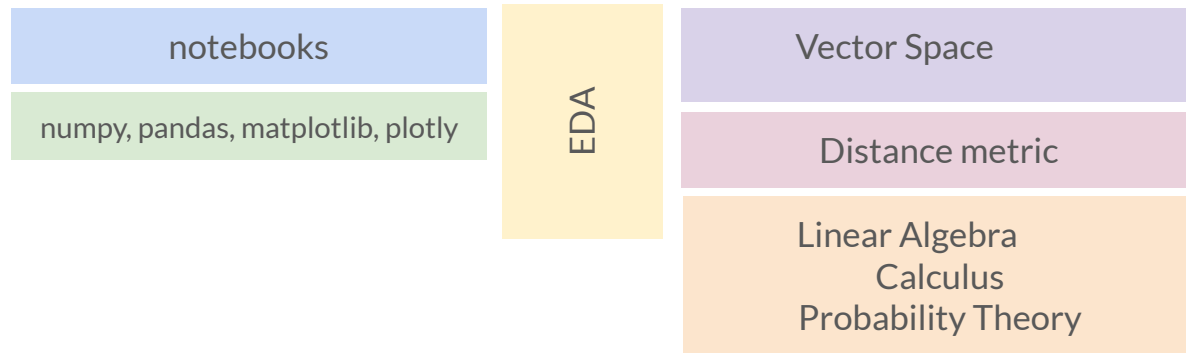 notebooks
numpy, pandas, matplotlib, plotly
EDA
Vector Space
Distance metric
Linear Algebra
Calculus
Probability Theory